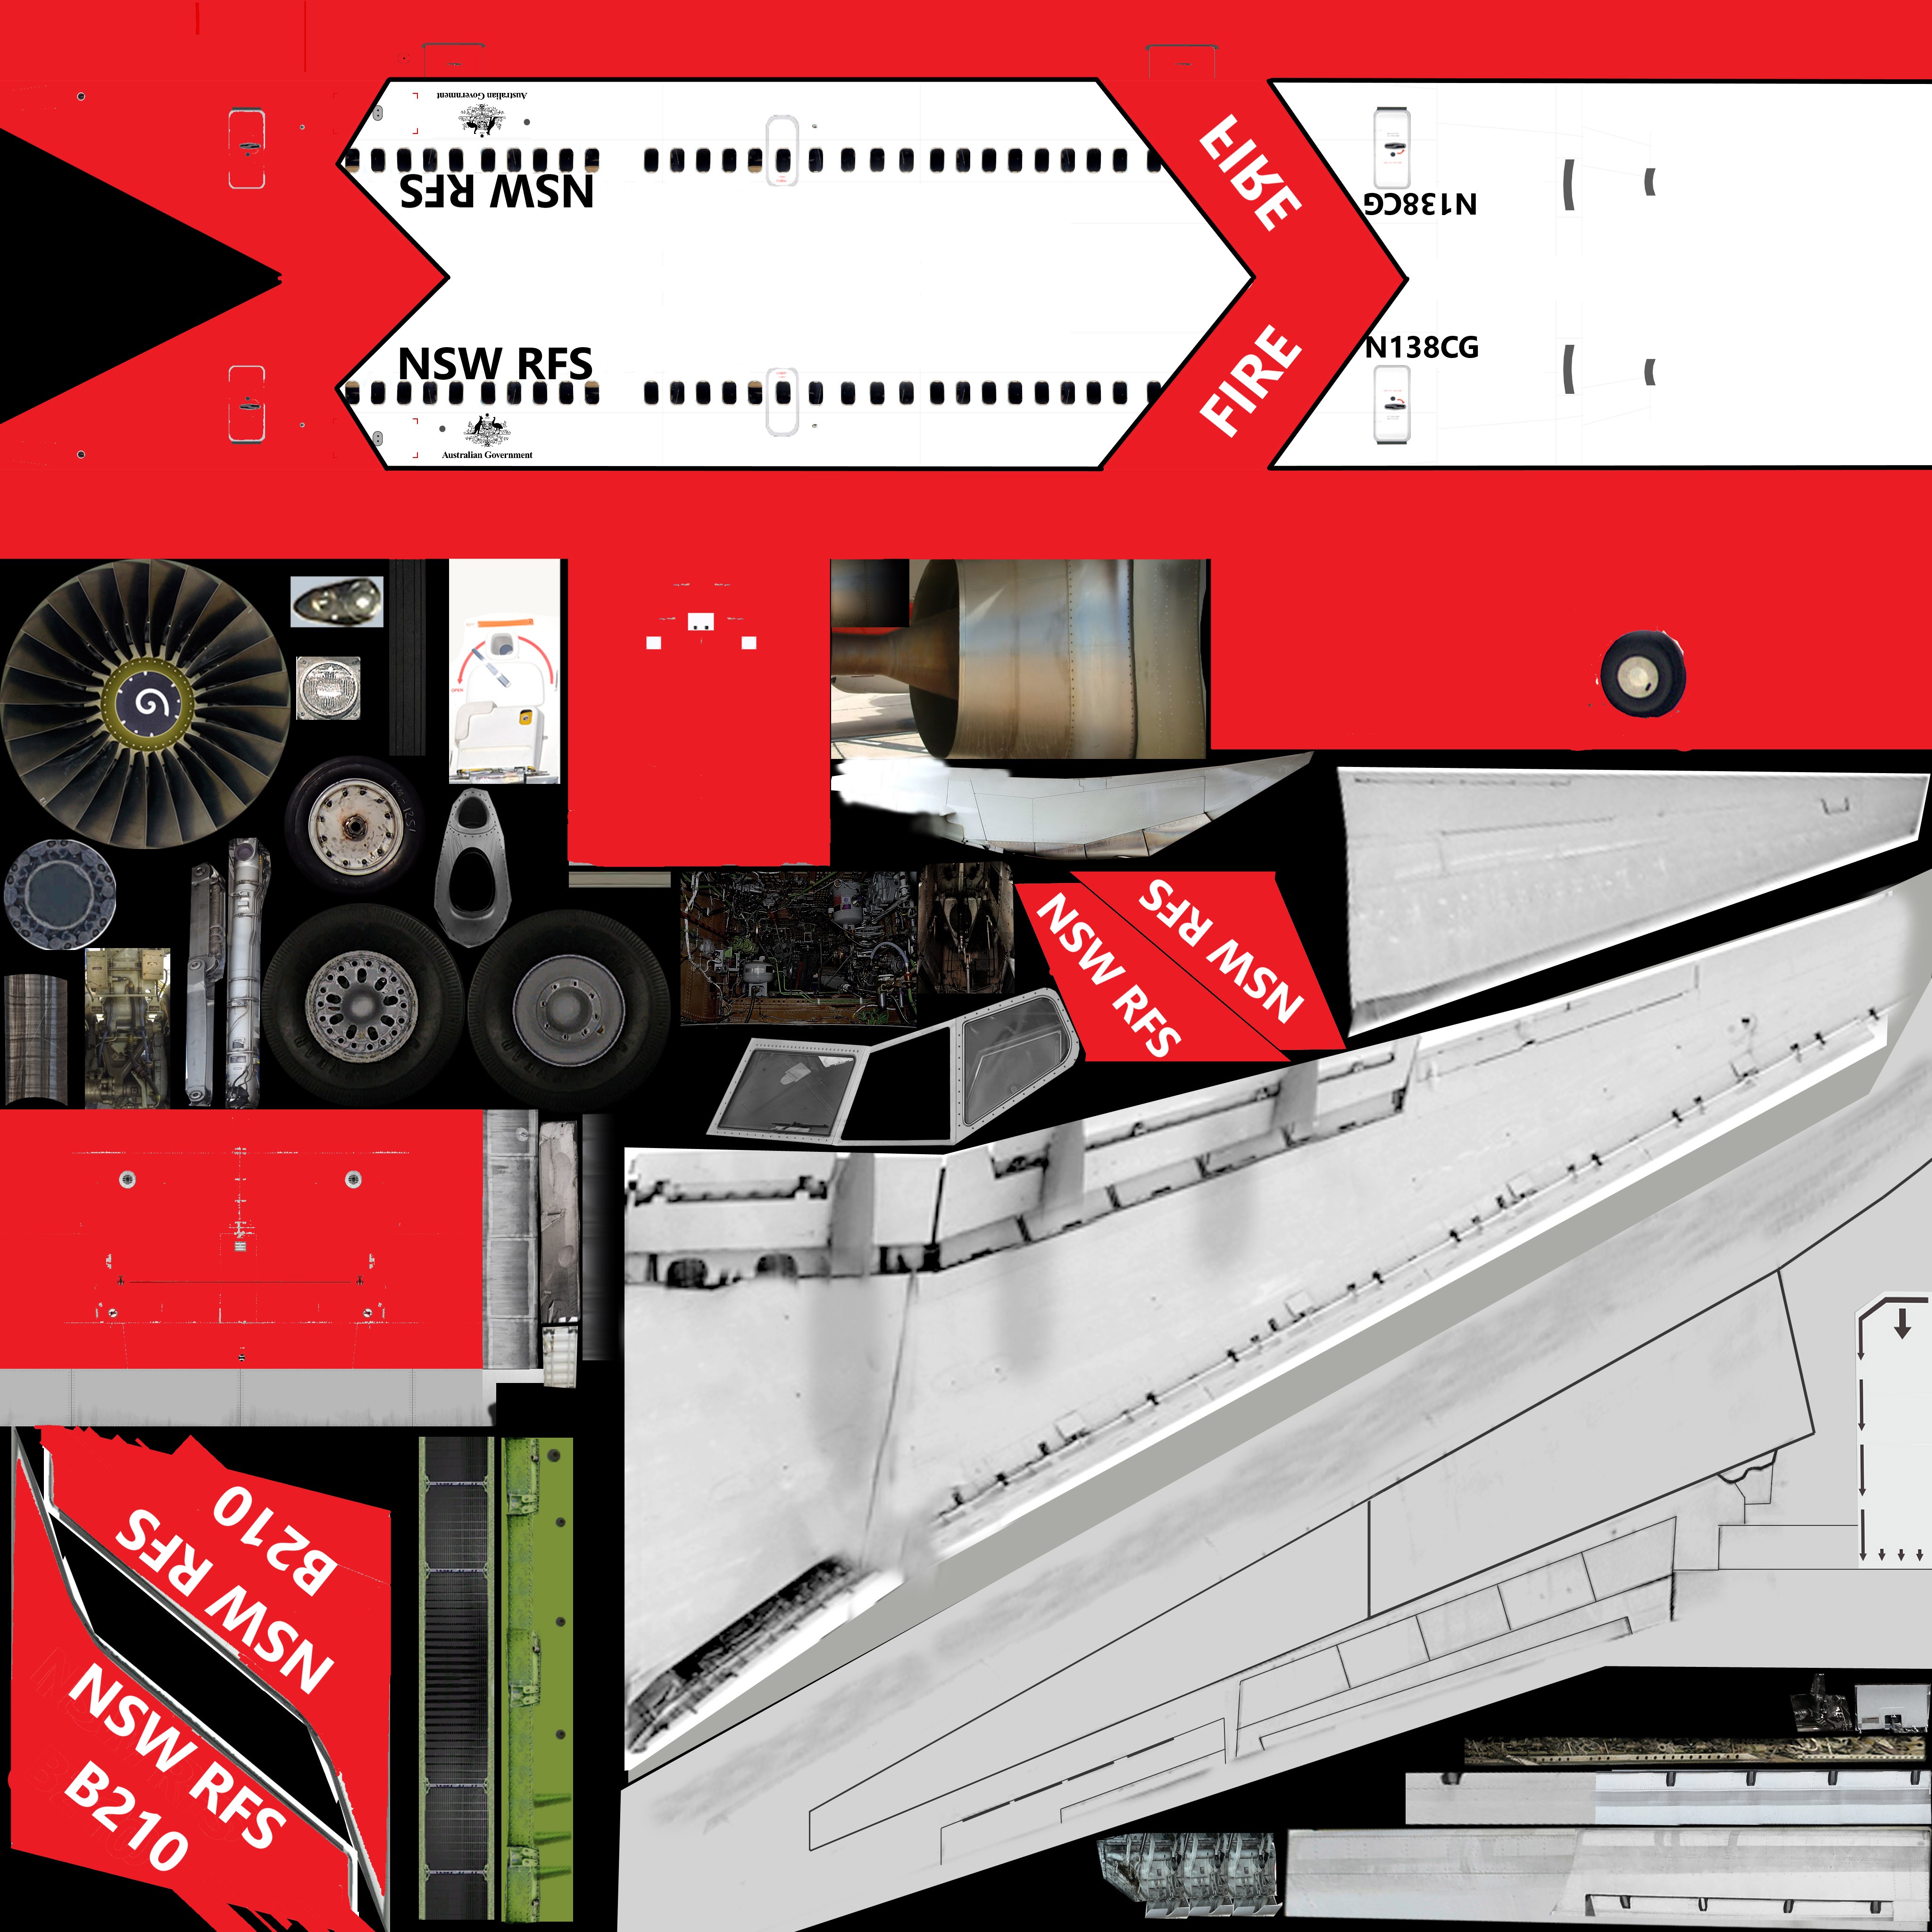 Australian Government
NSW RFS
FIRE
N138CG
NSW RFS
FIRE
N138CG
Australian Government
OPEN
NSW RFS
NSW RFS
B210
NSW RFS
NSW RFS
B210